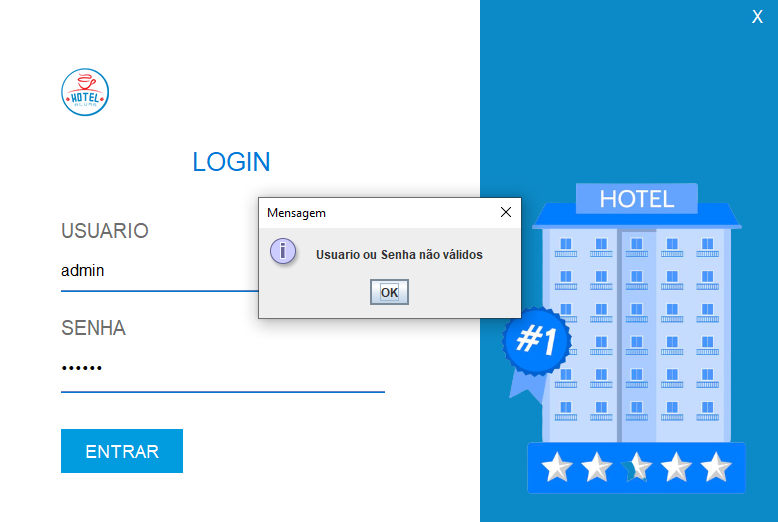 X
HOTEL
LOGIN
Mensagem
Usuario ou Senha não válidos
OK
USUARIO
admin
SENHA
••••••
ENTRAR
HOTEL
#1